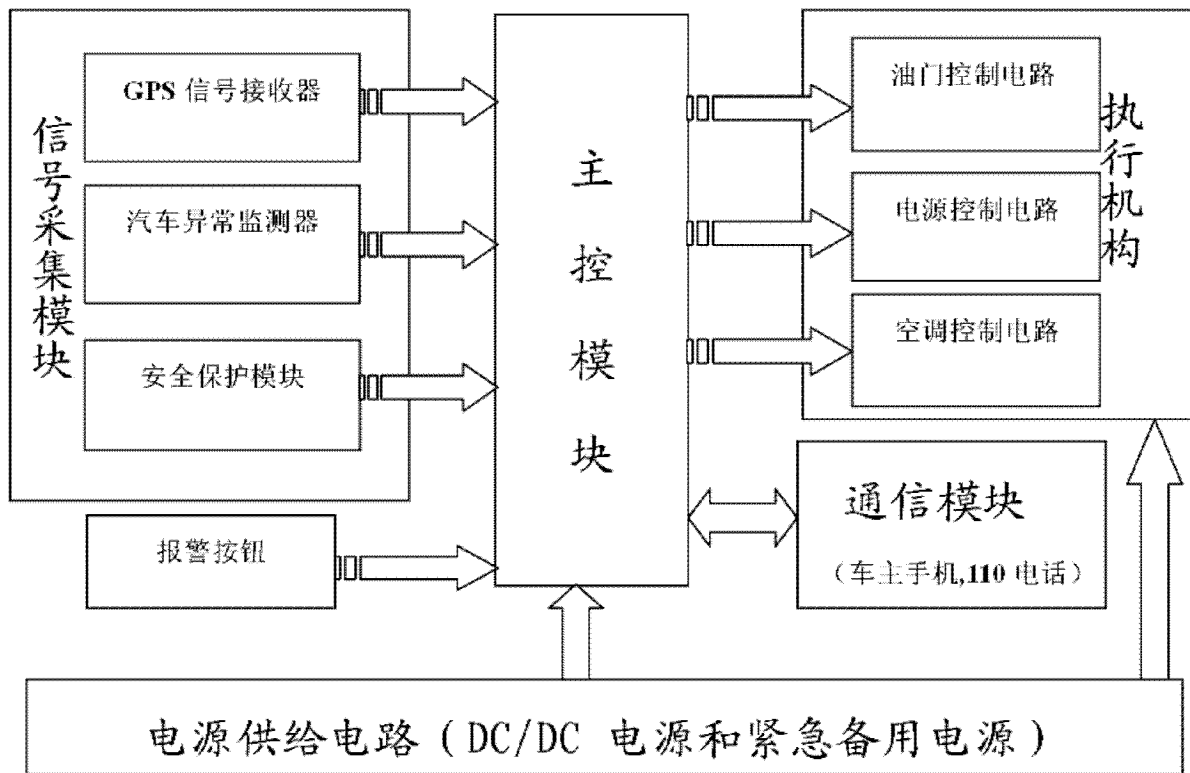 信号采集模块
GPS 信号接收器
汽车异常监测器
安全保护模块
报警按钮
主控模块
油门控制电路
电源控制电路
空调控制电路
执行机构
通信模块
（车主手机,110 电话）
电源供给电路（DC/DC 电源和紧急备用电源）